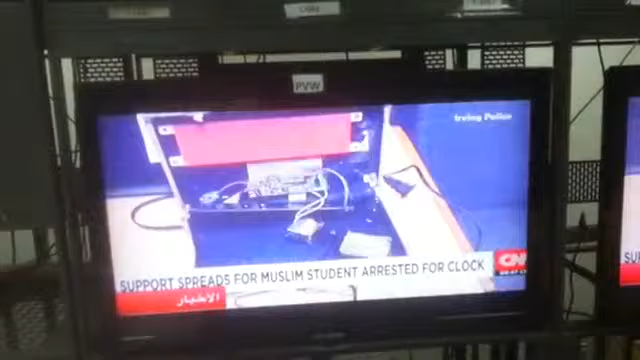 PVW
Irving Police
SUPPORT SPREADS FOR MUSLIM STUDENT ARRESTED FOR CLOCK
CNN
الأخبار